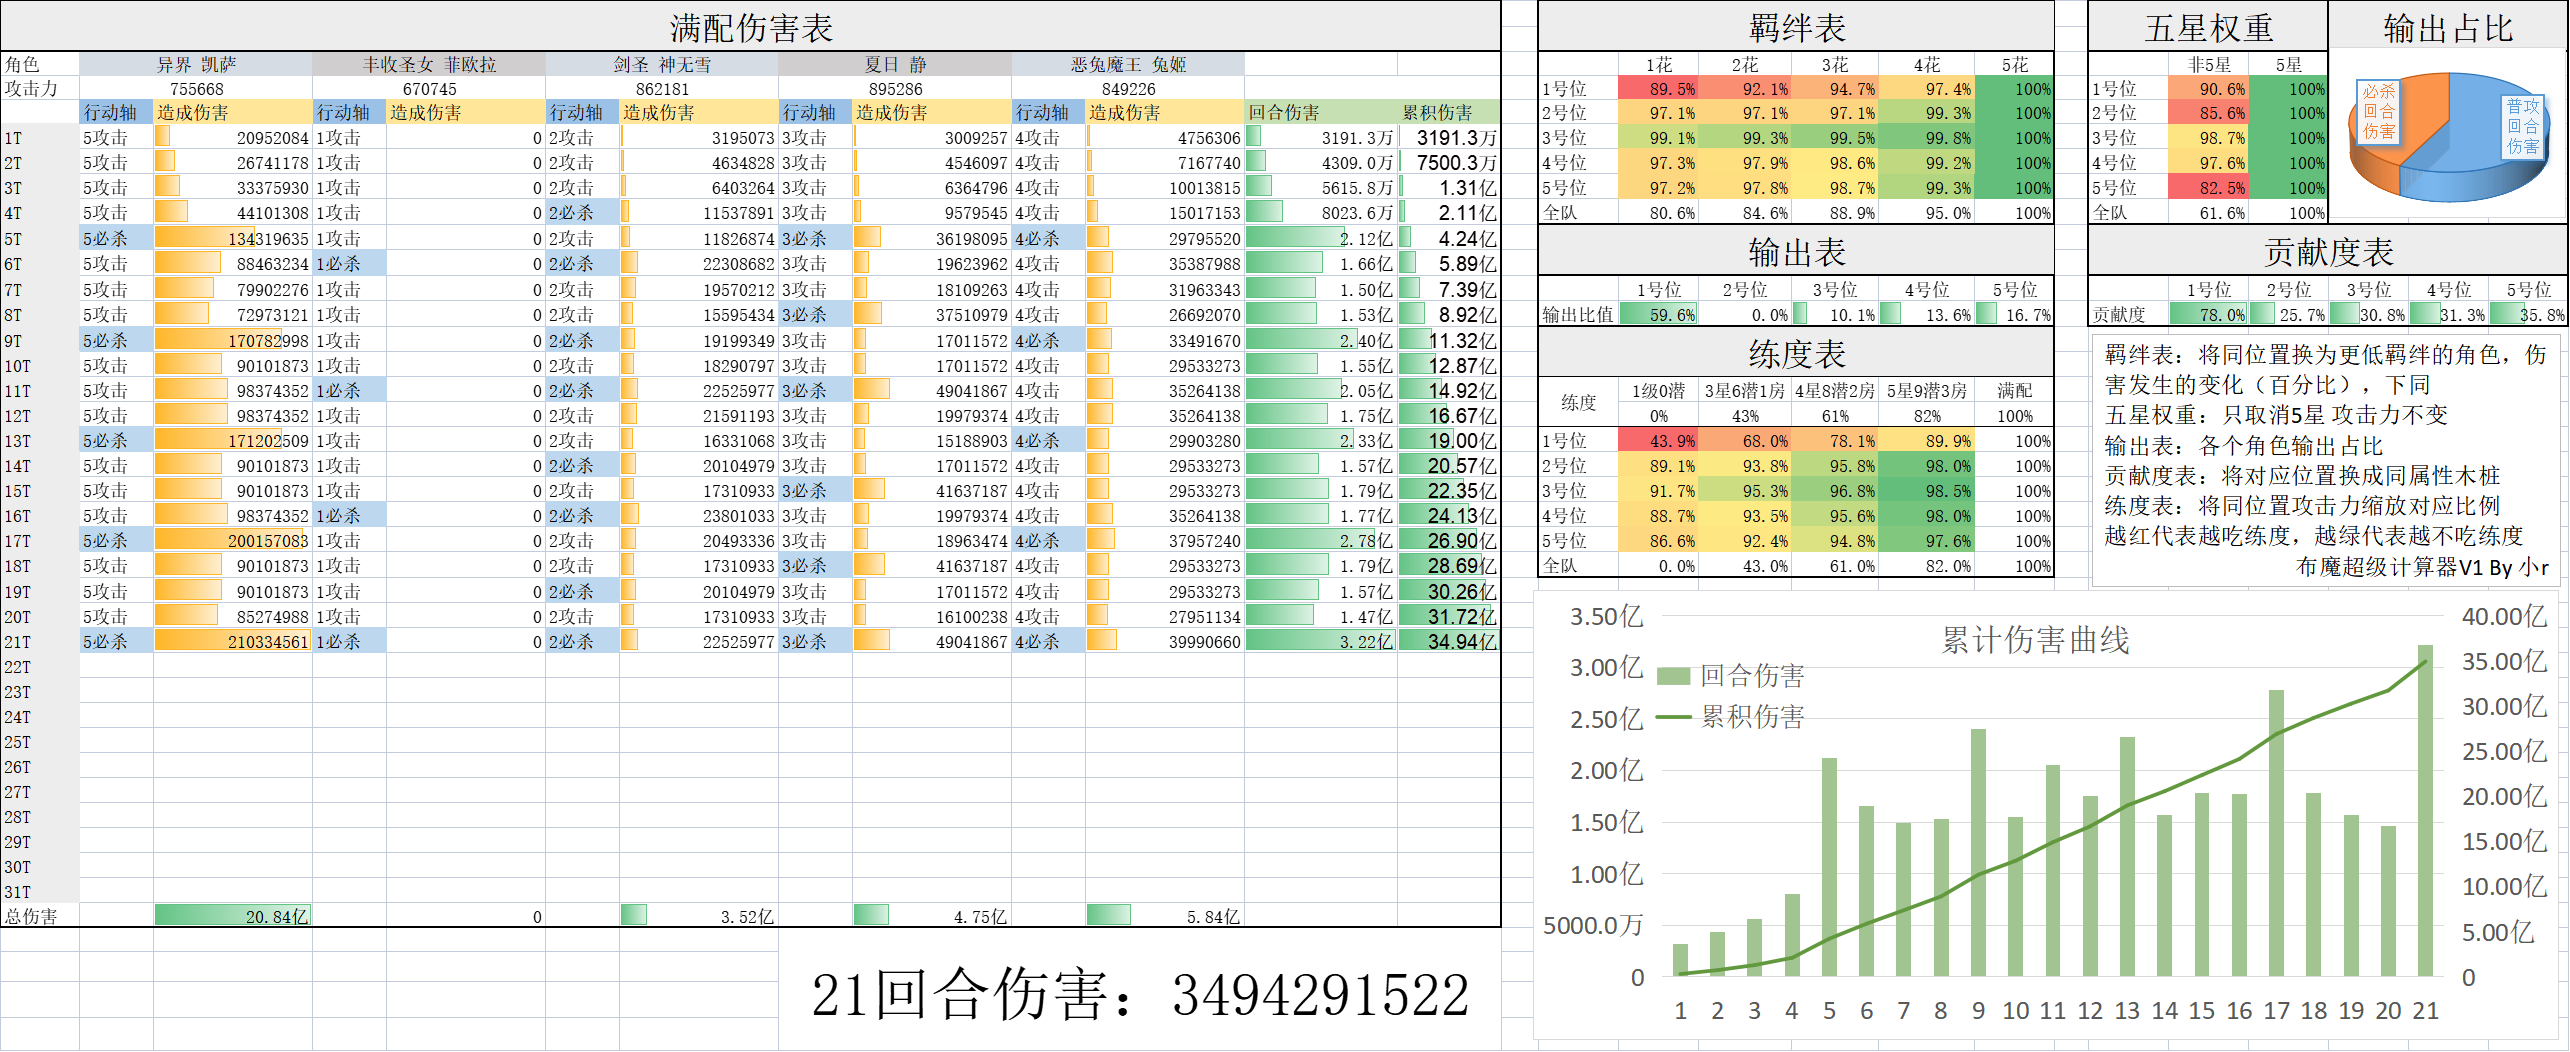 满配伤害表
角色 异界 凯萨 丰收圣女 菲欧拉 剑圣 神无雪 夏日 静 恶兔魔王 兔姬
攻击力 755668 670745 862181 895286 849226
行动轴 造成伤害 行动轴 造成伤害 行动轴 造成伤害 行动轴 造成伤害 行动轴 造成伤害 回合伤害 累积伤害
1T 5攻击 20952084 1攻击 0 2攻击 3195073 3攻击 3009257 4攻击 4756306 3191.3万 3191.3万
2T 5攻击 26741178 1攻击 0 2攻击 4634828 3攻击 4546097 4攻击 7167740 4309.0万 7500.3万
3T 5攻击 33375930 1攻击 0 2攻击 6403264 3攻击 6364796 4攻击 10013815 5615.8万 1.31亿
4T 5攻击 44101308 1攻击 0 2必杀 11537891 3攻击 9579545 4攻击 15017153 8023.6万 2.11亿
5T 5必杀 134319635 1攻击 0 2攻击 11826874 3必杀 36198095 4必杀 29795520 2.12亿 4.24亿
6T 5攻击 88463234 1必杀 0 2必杀 22308682 3攻击 19623962 4攻击 35387988 1.66亿 5.89亿
7T 5攻击 79902276 1攻击 0 2攻击 19570212 3攻击 18109263 4攻击 31963343 1.50亿 7.39亿
8T 5攻击 72973121 1攻击 0 2攻击 15595434 3必杀 37510979 4攻击 26692070 1.53亿 8.92亿
9T 5必杀 170782998 1攻击 0 2必杀 19199349 3攻击 17011572 4必杀 33491670 2.40亿 11.32亿
10T 5攻击 90101873 1攻击 0 2攻击 18290797 3攻击 17011572 4攻击 29533273 1.55亿 12.87亿
11T 5攻击 98374352 1必杀 0 2必杀 22525977 3必杀 49041867 4攻击 35264138 2.05亿 14.92亿
12T 5攻击 98374352 1攻击 0 2攻击 21591193 3攻击 19979374 4攻击 35264138 1.75亿 16.67亿
13T 5必杀 171202509 1攻击 0 2攻击 16331068 3攻击 15188903 4必杀 29903280 2.33亿 19.00亿
14T 5攻击 90101873 1攻击 0 2必杀 20104979 3攻击 17011572 4攻击 29533273 1.57亿 20.57亿
15T 5攻击 90101873 1攻击 0 2攻击 17310933 3必杀 41637187 4攻击 29533273 1.79亿 22.35亿
16T 5攻击 98374352 1必杀 0 2必杀 23801033 3攻击 19979374 4攻击 35264138 1.77亿 24.13亿
17T 5必杀 200157083 1攻击 0 2攻击 20493336 3攻击 18963474 4必杀 37957240 2.78亿 26.90亿
18T 5攻击 90101873 1攻击 0 2攻击 17310933 3必杀 41637187 4攻击 29533273 1.79亿 28.69亿
19T 5攻击 90101873 1攻击 0 2必杀 20104979 3攻击 17011572 4攻击 29533273 1.57亿 30.26亿
20T 5攻击 85274988 1攻击 0 2攻击 17310933 3攻击 16100238 4攻击 27951134 1.47亿 31.72亿
21T 5必杀 210334561 1必杀 0 2必杀 22525977 3必杀 49041867 4必杀 39990660 3.22亿 34.94亿
22T
23T
24T
25T
26T
27T
28T
29T
30T
31T
总伤害 20.84亿 0 3.52亿 4.75亿 5.84亿
21回合伤害：3494291522
羁绊表
1花 2花 3花 4花 5花
1号位 89.5% 92.1% 94.7% 97.4% 100%
2号位 97.1% 97.1% 97.1% 99.3% 100%
3号位 99.1% 99.3% 99.5% 99.8% 100%
4号位 97.3% 97.9% 98.6% 99.2% 100%
5号位 97.2% 97.8% 98.7% 99.3% 100%
全队 80.6% 84.6% 88.9% 95.0% 100%
五星权重
非5星 5星
1号位 90.6% 100%
2号位 85.6% 100%
3号位 98.7% 100%
4号位 97.6% 100%
5号位 82.5% 100%
全队 61.6% 100%
输出占比
必杀
回合
伤害
普攻
回合
伤害
输出表
1号位 2号位 3号位 4号位 5号位
输出比值 59.6% 0.0% 10.1% 13.6% 16.7%
贡献度表
1号位 2号位 3号位 4号位 5号位
贡献度 78.0% 25.7% 30.8% 31.3% 35.8%
练度表
练度 1级0潜 3星6潜1房 4星8潜2房 5星9潜3房 满配
0% 43% 61% 82% 100%
1号位 43.9% 68.0% 78.1% 89.9% 100%
2号位 89.1% 93.8% 95.8% 98.0% 100%
3号位 91.7% 95.3% 96.8% 98.5% 100%
4号位 88.7% 93.5% 95.6% 98.0% 100%
5号位 86.6% 92.4% 94.8% 97.6% 100%
全队 0.0% 43.0% 61.0% 82.0% 100%
羁绊表：将同位置换为更低羁绊的角色，伤
害发生的变化（百分比），下同
五星权重：只取消5星 攻击力不变
输出表：各个角色输出占比
贡献度表：将对应位置换成同属性木桩
练度表：将同位置攻击力缩放对应比例
越红代表越吃练度，越绿代表越不吃练度
布魔超级计算器V1 By 小r
累计伤害曲线
回合伤害
累积伤害
3.50亿
3.00亿
2.50亿
2.00亿
1.50亿
1.00亿
5000.0万
0
40.00亿
35.00亿
30.00亿
25.00亿
20.00亿
15.00亿
10.00亿
5.00亿
0
1 2 3 4 5 6 7 8 9 10 11 12 13 14 15 16 17 18 19 20 21